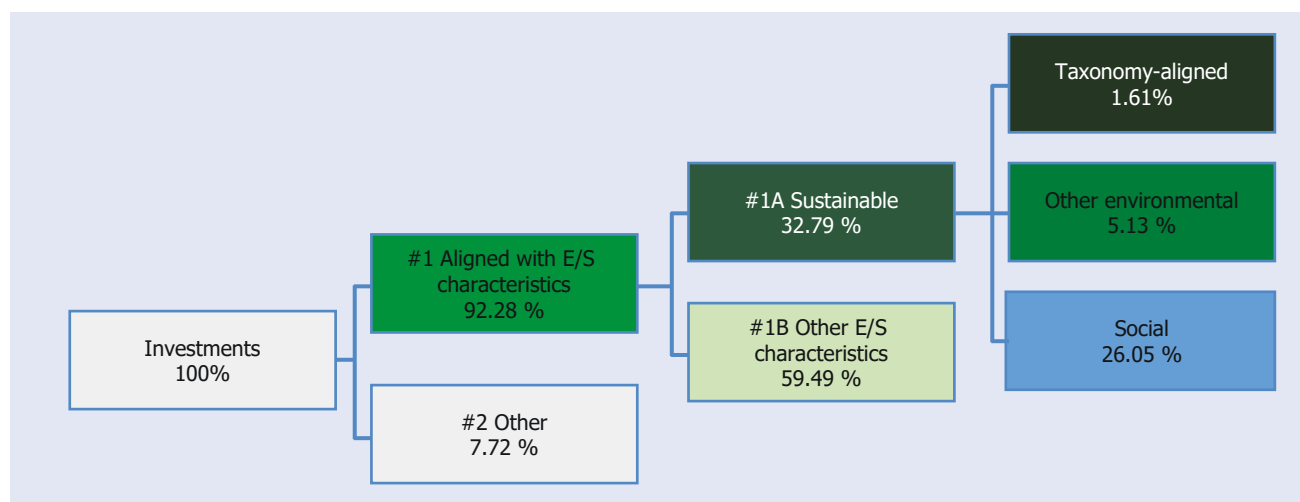 Investments
100%
#1 Aligned with E/S
characteristics
92.28 %
#2 Other
7.72 %
#1A Sustainable
32.79 %
#1B Other E/S
characteristics
59.49 %
Taxonomy-aligned
1.61%
Other environmental
5.13 %
Social
26.05 %